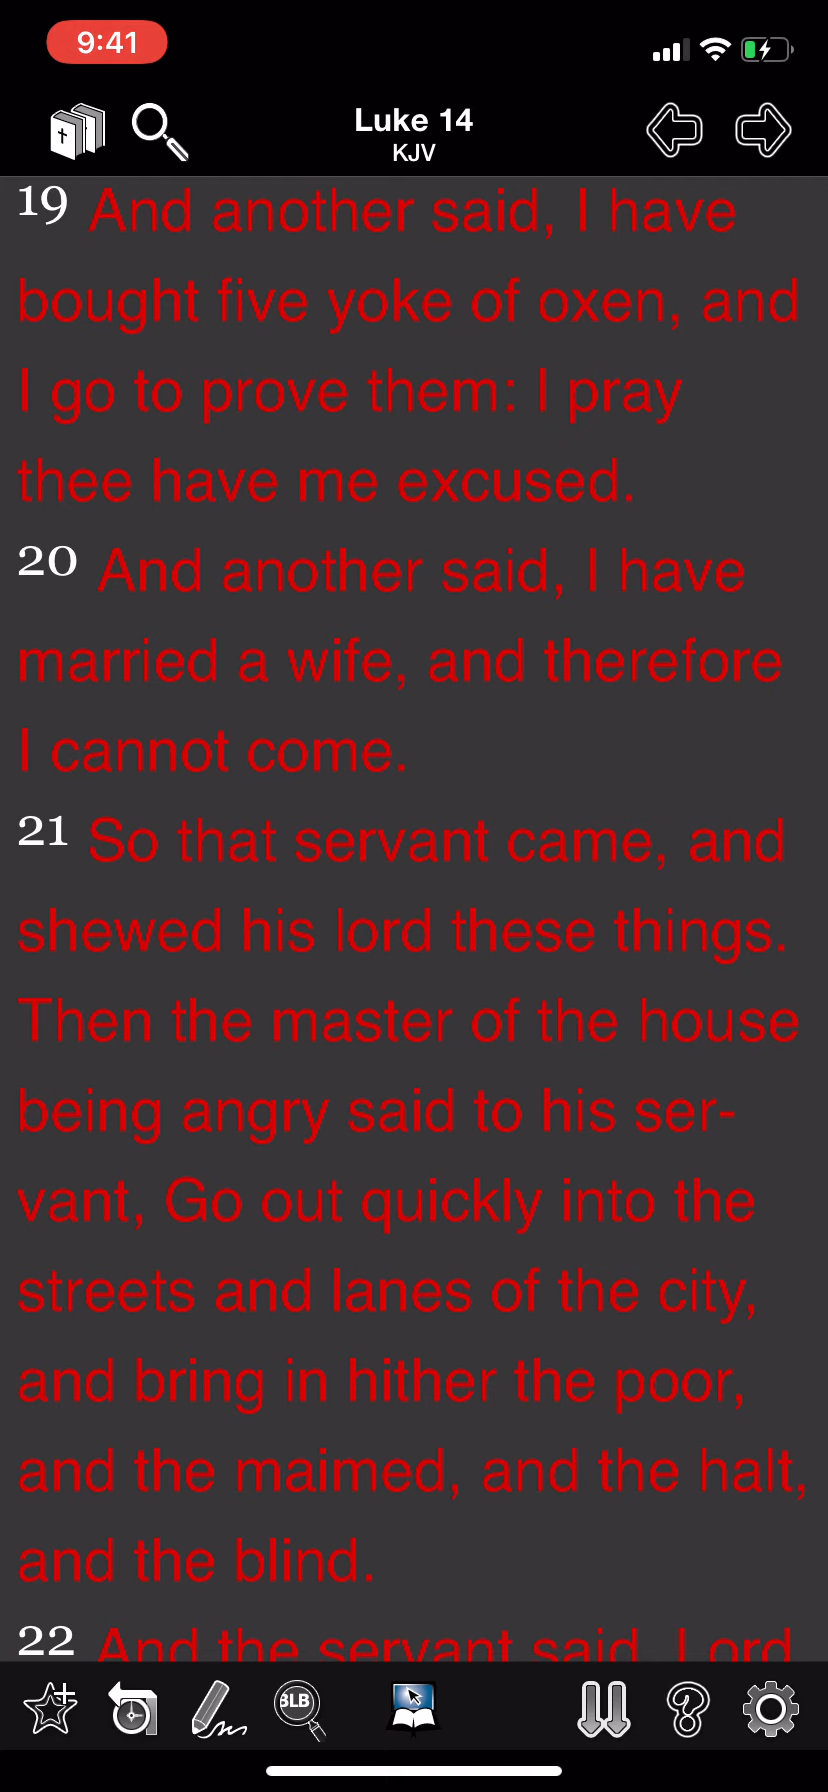 9:41
Luke 14
KJV
19 And another said, I have
bought five yoke of oxen, and
I go to prove them: I pray
thee have me excused.
20 And another said, I have
married a wife, and therefore
I cannot come.
21 So that servant came, and
shewed his lord these things.
Then the master of the house
being angry said to his ser-
vant, Go out quickly into the
streets and lanes of the city,
and bring in hither the poor,
and the maimed, and the halt,
and the blind.
22 And the servant said, Lord
BLB